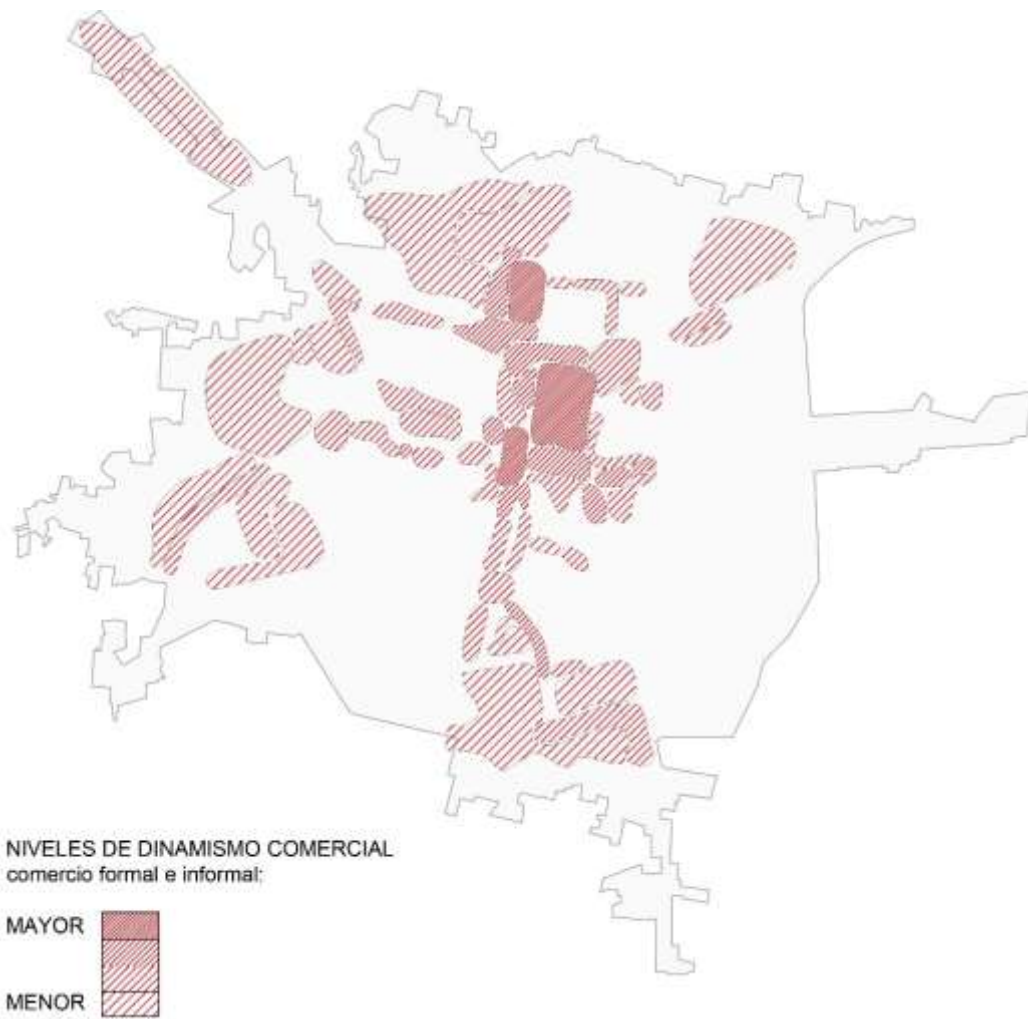 NIVELES DE DINAMISMO COMERCIAL
comercio formal e informal:
MAYOR
MENOR